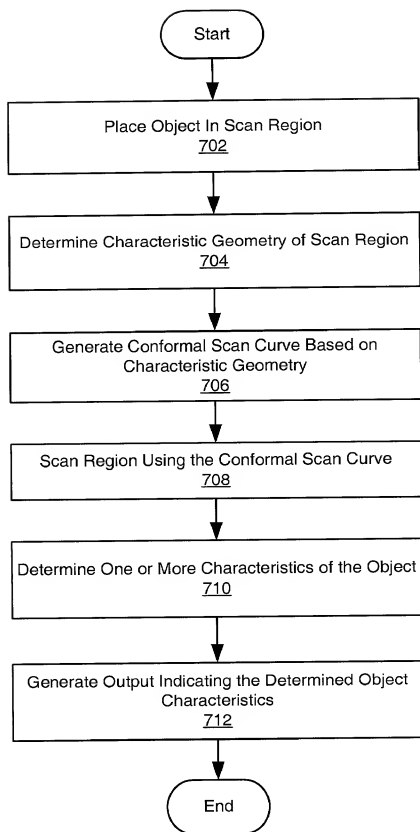 Start
Place Object In Scan Region
702
Determine Characteristic Geometry of Scan Region
704
Generate Conformal Scan Curve Based on
Characteristic Geometry
706
Scan Region Using the Conformal Scan Curve
708
Determine One or More Characteristics of the Object
710
Generate Output Indicating the Determined Object
Characteristics
712
End